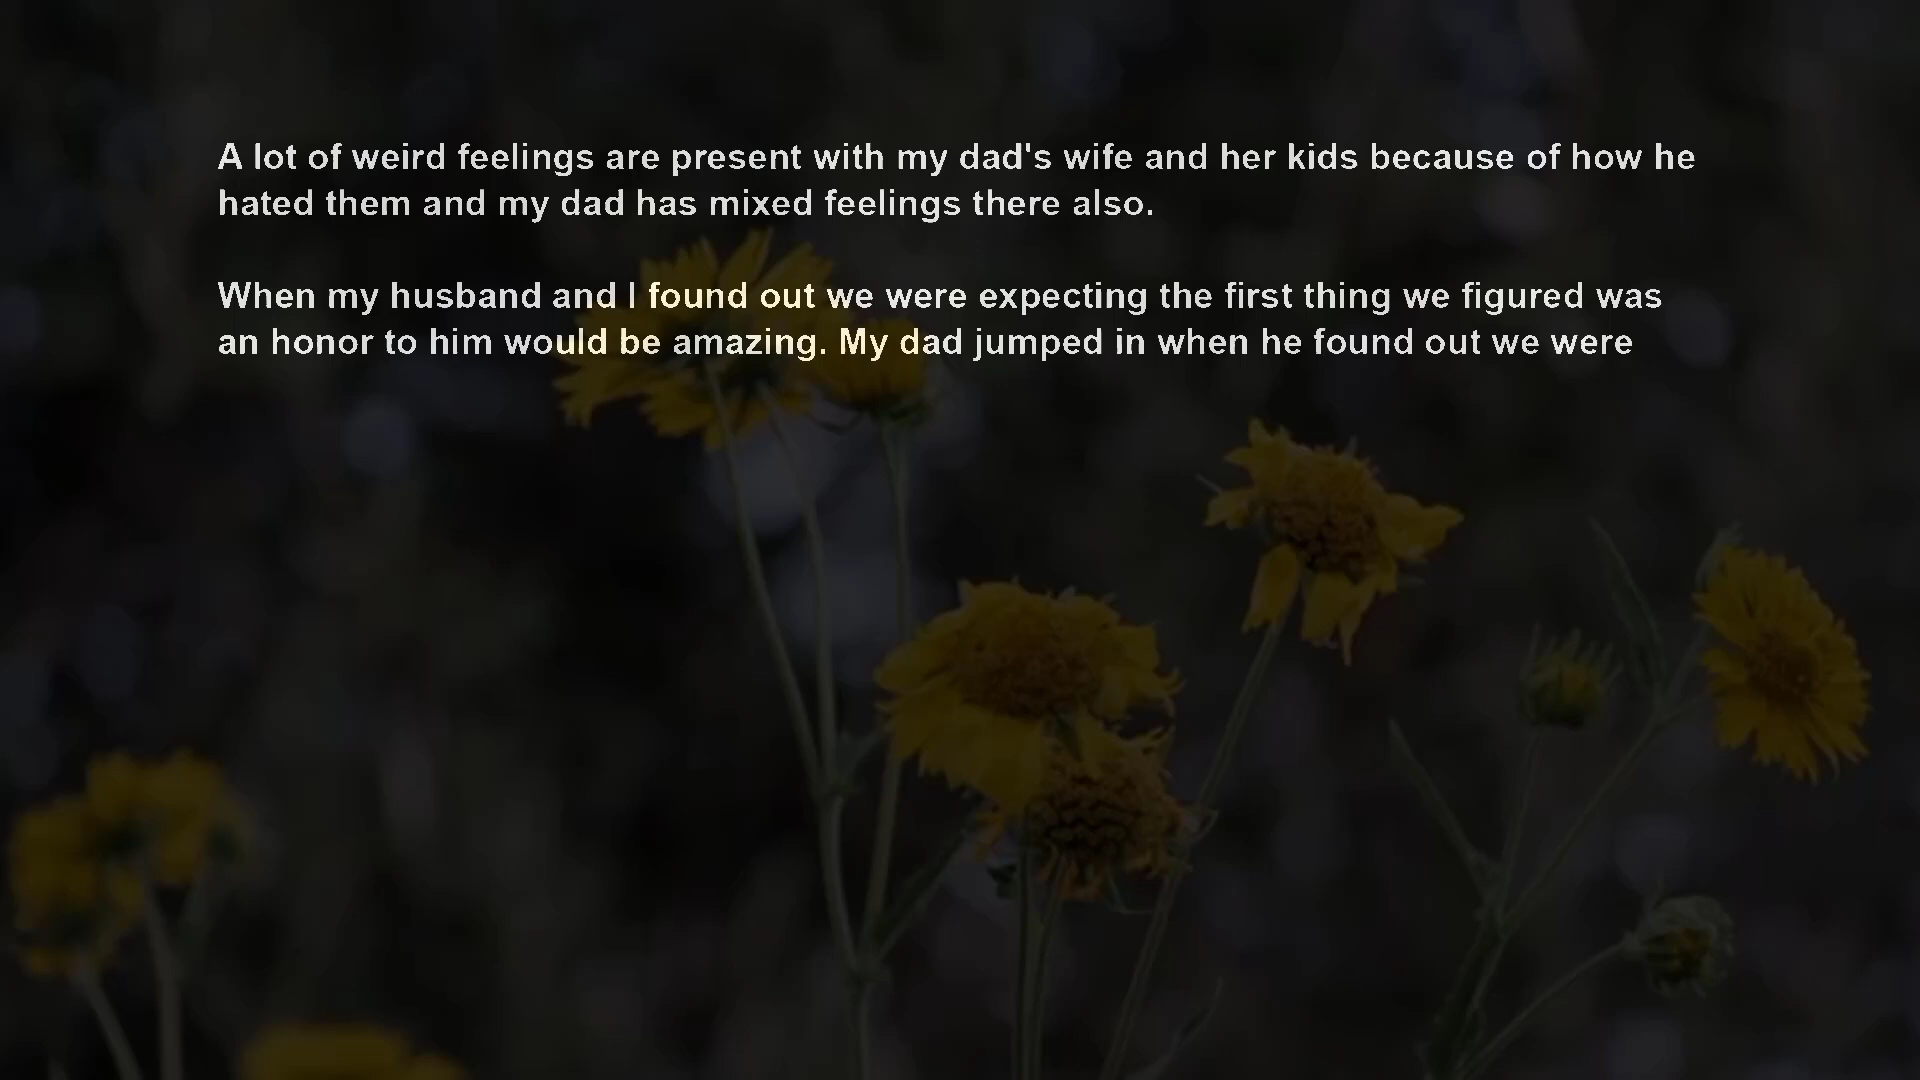 A lot of weird feelings are present with my dad's wife and her kids because of how he
hated them and my dad has mixed feelings there also.
When my husband and I found out we were expecting the first thing we figured was
an honor to him would be amazing. My dad jumped in when he found out we were